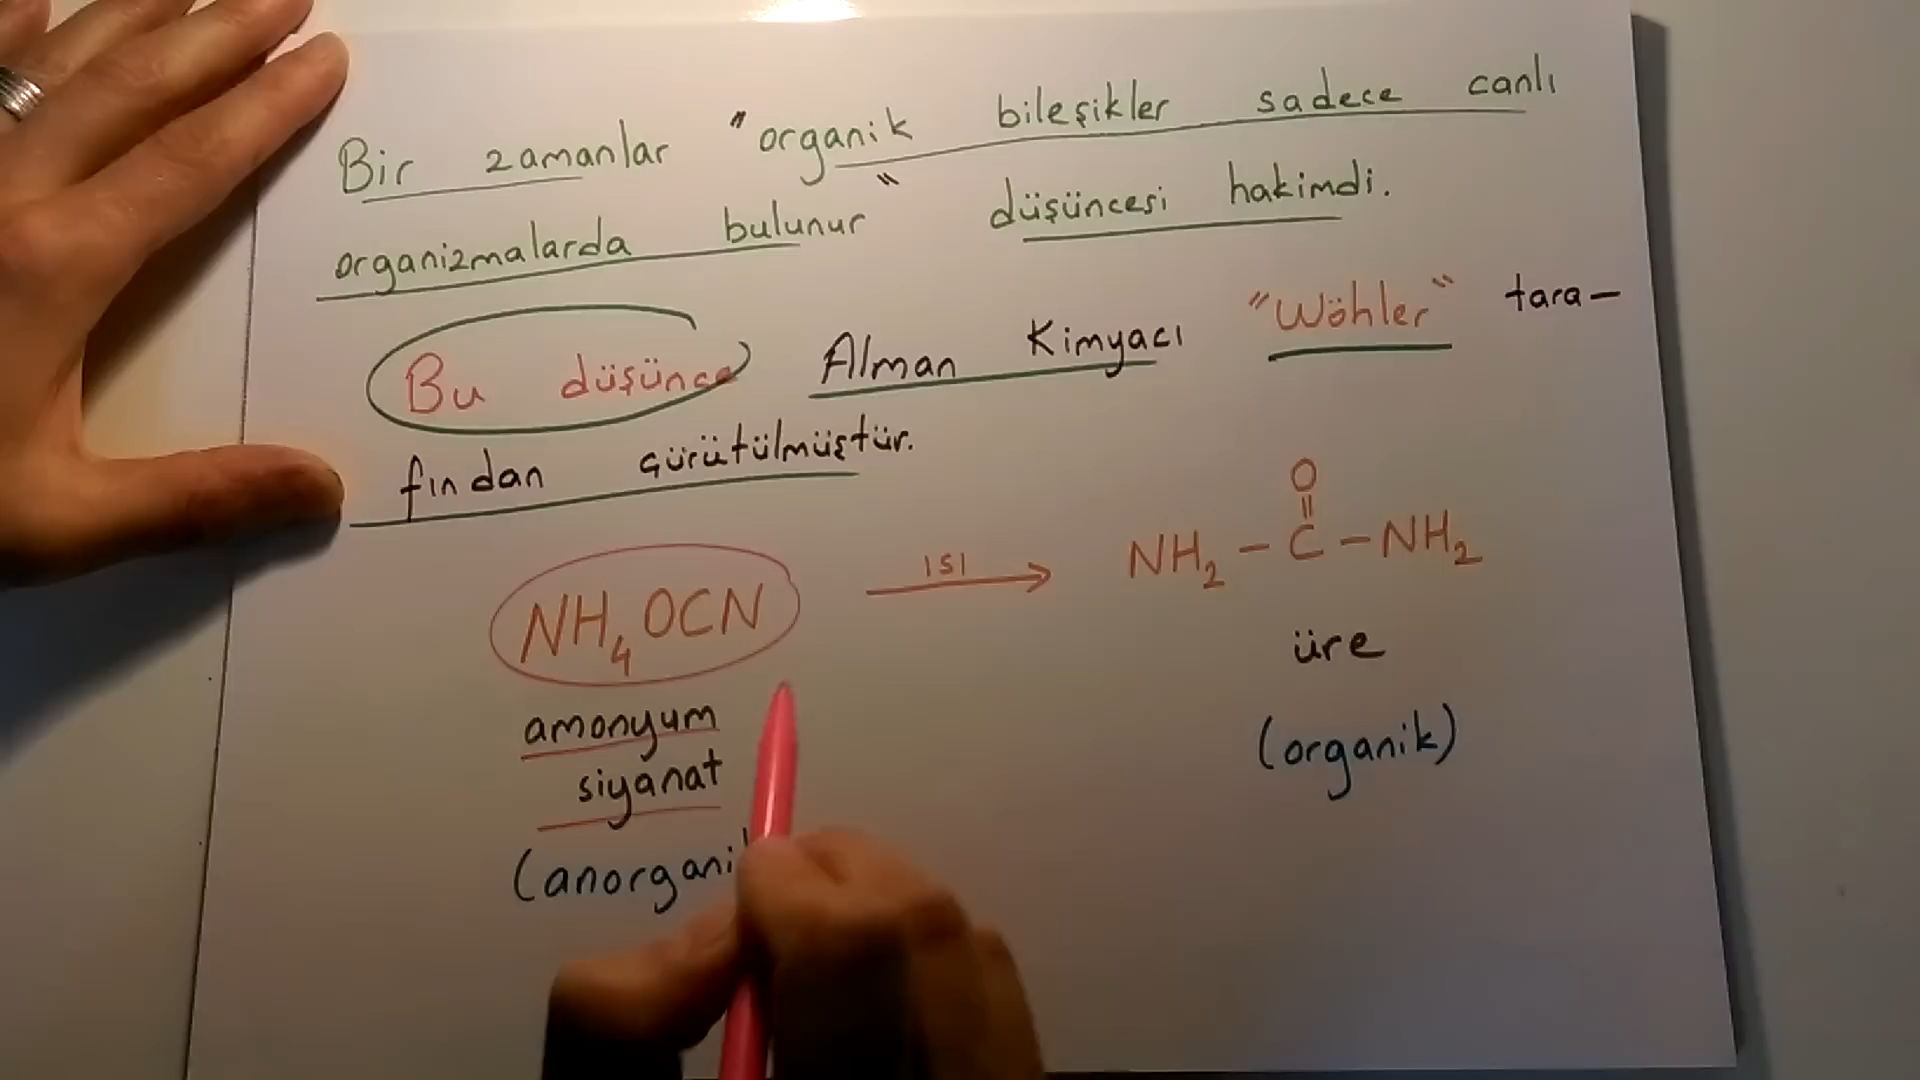 Bir zamanlar "organik bileşikler sadece canlı
organizmalarda bulunur" düşüncesi hakimdi.
Bu düşünce Alman Kimyacı "Wöhler" tara-
fından çürütülmüştür.
O
NH4OCN ısı NH2 - C - NH2
amonyum üre
siyanat (organik)
(anorgani